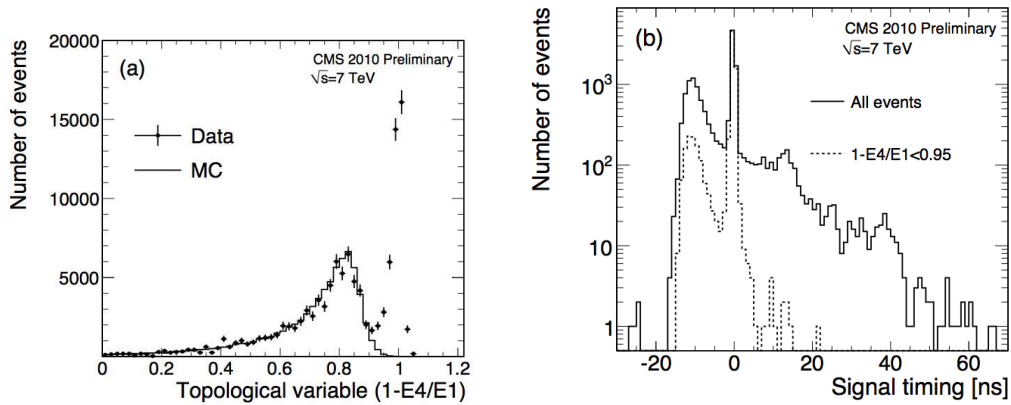 Number of events
20000
15000
10000
5000
(a)
CMS 2010 Preliminary
√s=7 TeV
Data
MC
0 0.2 0.4 0.6 0.8 1 1.2
Topological variable (1-E4/E1)
Number of events
10³
10²
10
1
(b)
CMS 2010 Preliminary
√s=7 TeV
All events
1-E4/E1<0.95
-20 0 20 40 60
Signal timing [ns]